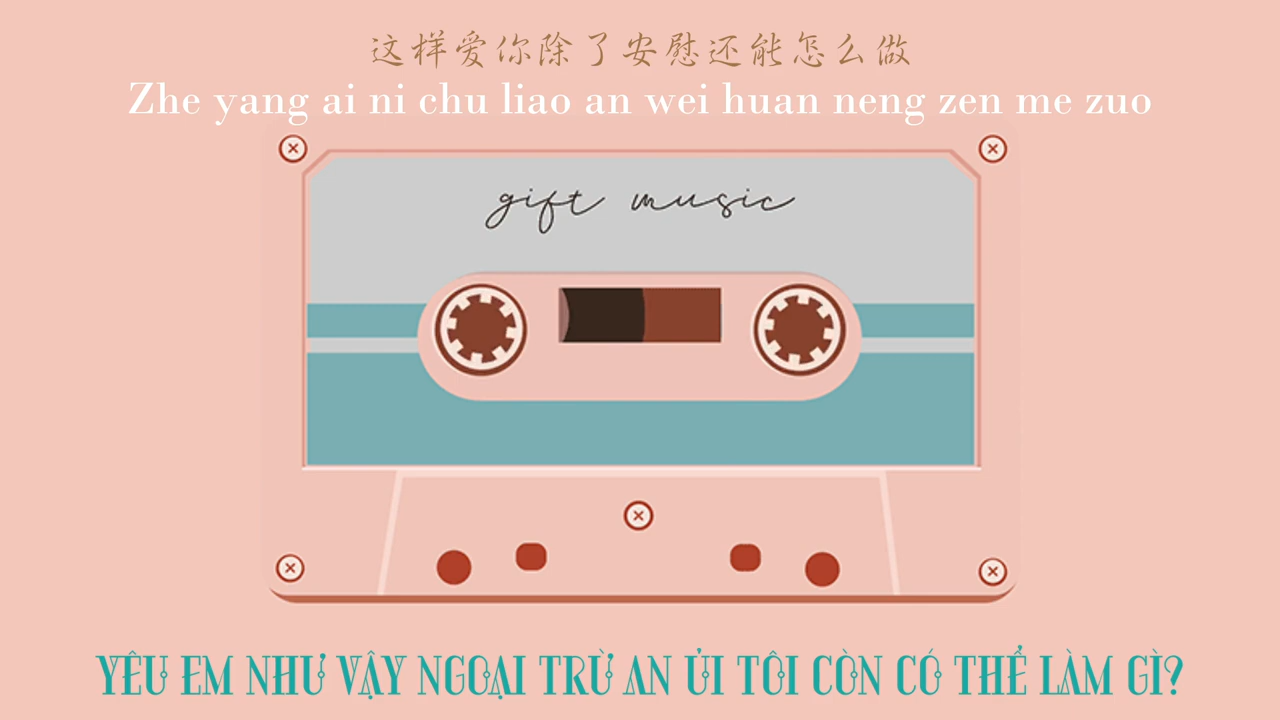 这样爱你除了安慰还能怎么做
Zhe yang ai ni chu liao an wei huan neng zen me zuo
gift music
YÊU EM NHƯ VẬY NGOẠI TRỪ AN ỦI TÔI CÒN CÓ THỂ LÀM GÌ?